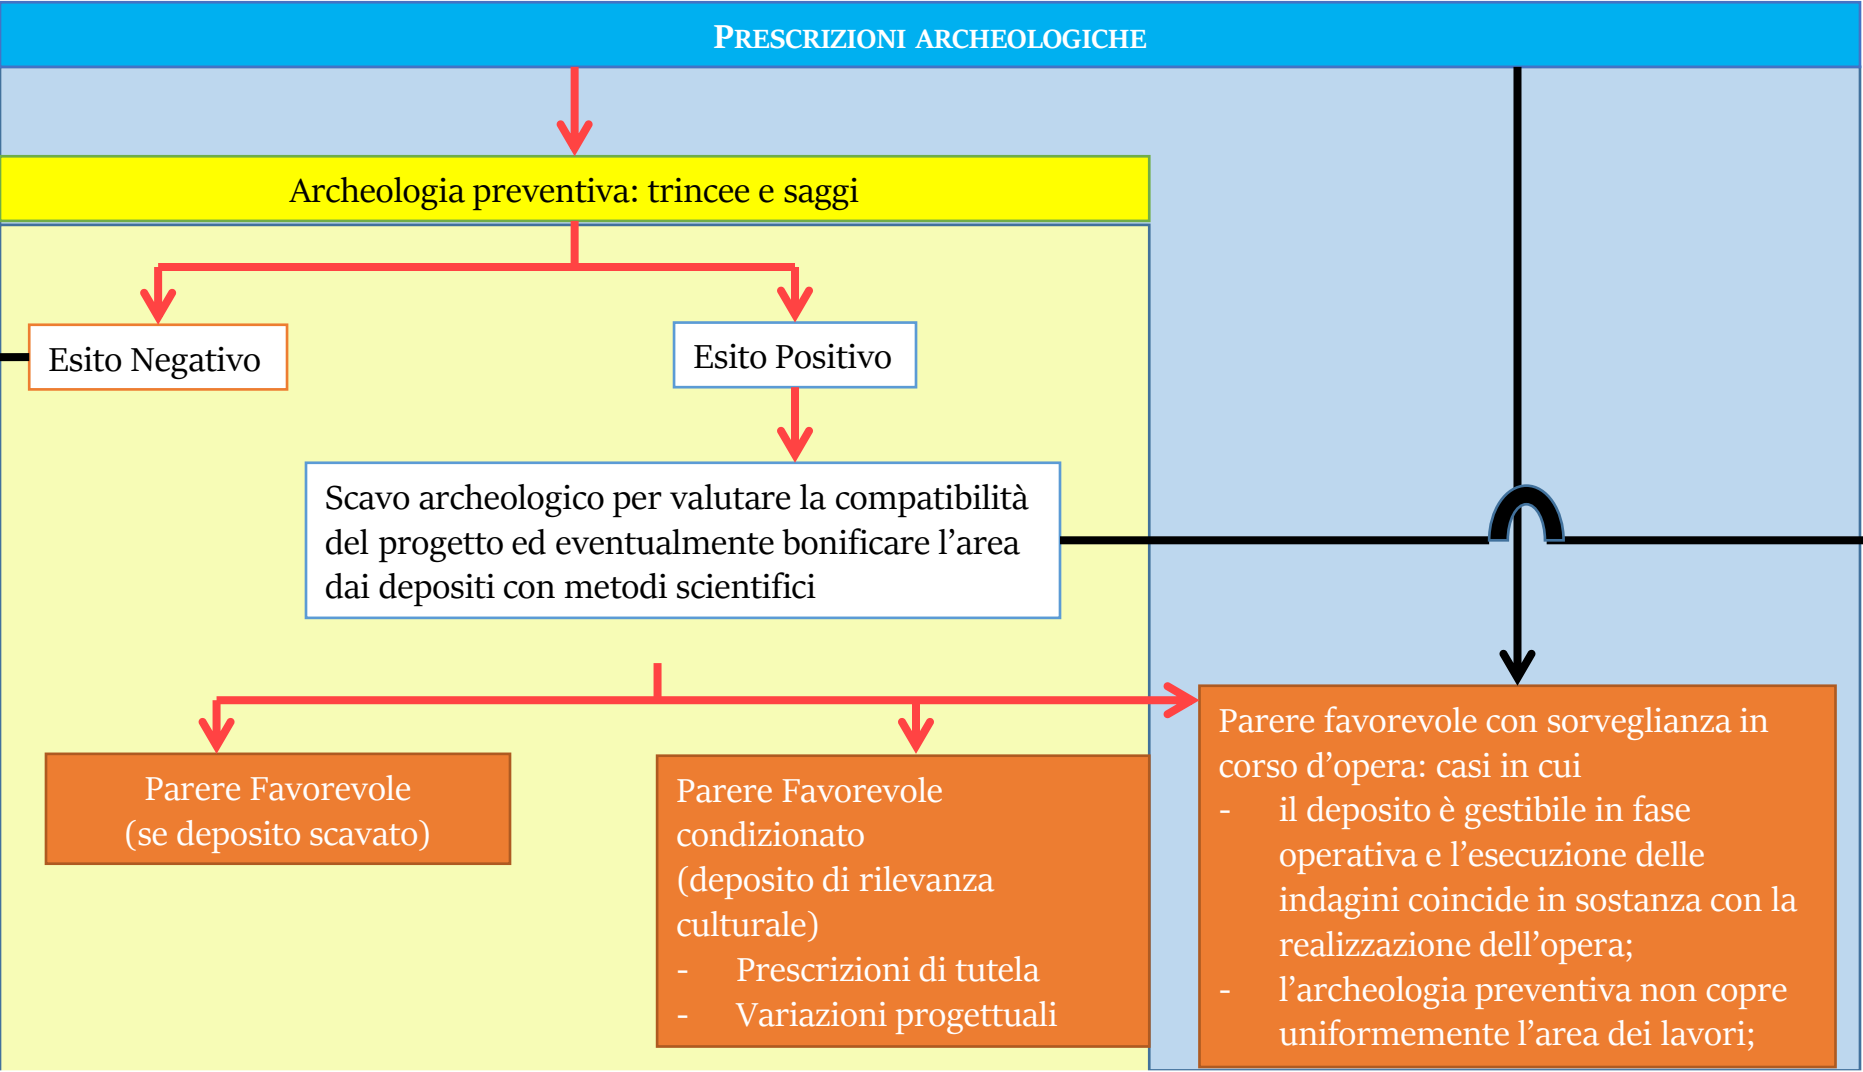 PRESCRIZIONI ARCHEOLOGICHE
Archeologia preventiva: trincee e saggi
Esito Negativo
Esito Positivo
Scavo archeologico per valutare la compatibilità
del progetto ed eventualmente bonificare l’area
dai depositi con metodi scientifici
Parere Favorevole
(se deposito scavato)
Parere Favorevole
condizionato
(deposito di rilevanza
culturale)
- Prescrizioni di tutela
- Variazioni progettuali
Parere favorevole con sorveglianza in
corso d’opera: casi in cui
- il deposito è gestibile in fase
operativa e l’esecuzione delle
indagini coincide in sostanza con la
realizzazione dell’opera;
- l’archeologia preventiva non copre
uniformemente l’area dei lavori;